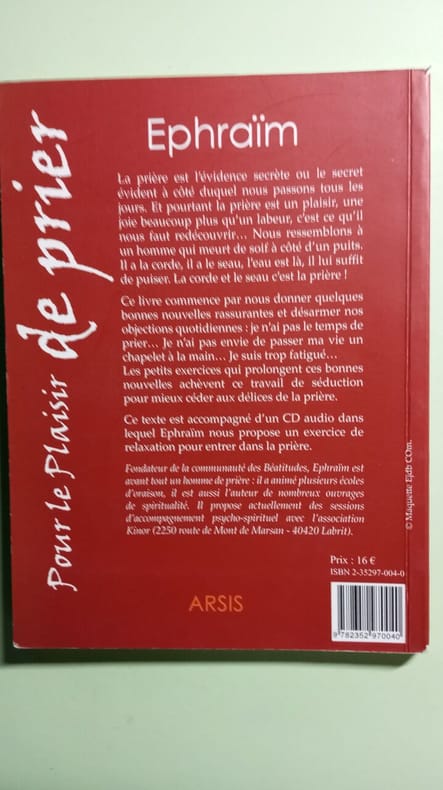 Pour le Plaisir de prier
Ephraïm
La prière est l'évidence secrète ou le secret
évident à côté duquel nous passons tous les
jours. Et pourtant la prière est un plaisir, une
joie beaucoup plus qu'un labeur, c'est ce qu'il
nous faut redécouvrir... Nous ressemblons à
un homme qui meurt de soif à côté d'un puits.
Il a la corde, il a le seau, l'eau est là, il lui suffit
de puiser. La corde et le seau c'est la prière !
Ce livre commence par nous donner quelques
bonnes nouvelles rassurantes et désarmer nos
objections quotidiennes : je n'ai pas le temps de
prier... Je n'ai pas envie de passer ma vie un
chapelet à la main... Je suis trop fatigué...
Les petits exercices qui prolongent ces bonnes
nouvelles achèvent ce travail de séduction
pour mieux céder aux délices de la prière.
Ce texte est accompagné d'un CD audio dans
lequel Ephraïm nous propose un exercice de
relaxation pour entrer dans la prière.
Fondateur de la communauté des Béatitudes, Ephraïm est
avant tout un homme de prière : il a animé plusieurs écoles
d'oraison, il est aussi l'auteur de nombreux ouvrages
de spiritualité. Il propose actuellement des sessions
d'accompagnement psycho-spirituel avec l'association
Kinor (2250 route de Mont de Marsan - 40420 Labrit).
© Maquette Ejdb COm.
Prix : 16 €
ISBN 2-35297-004-0
9 782352 970040
ARSIS